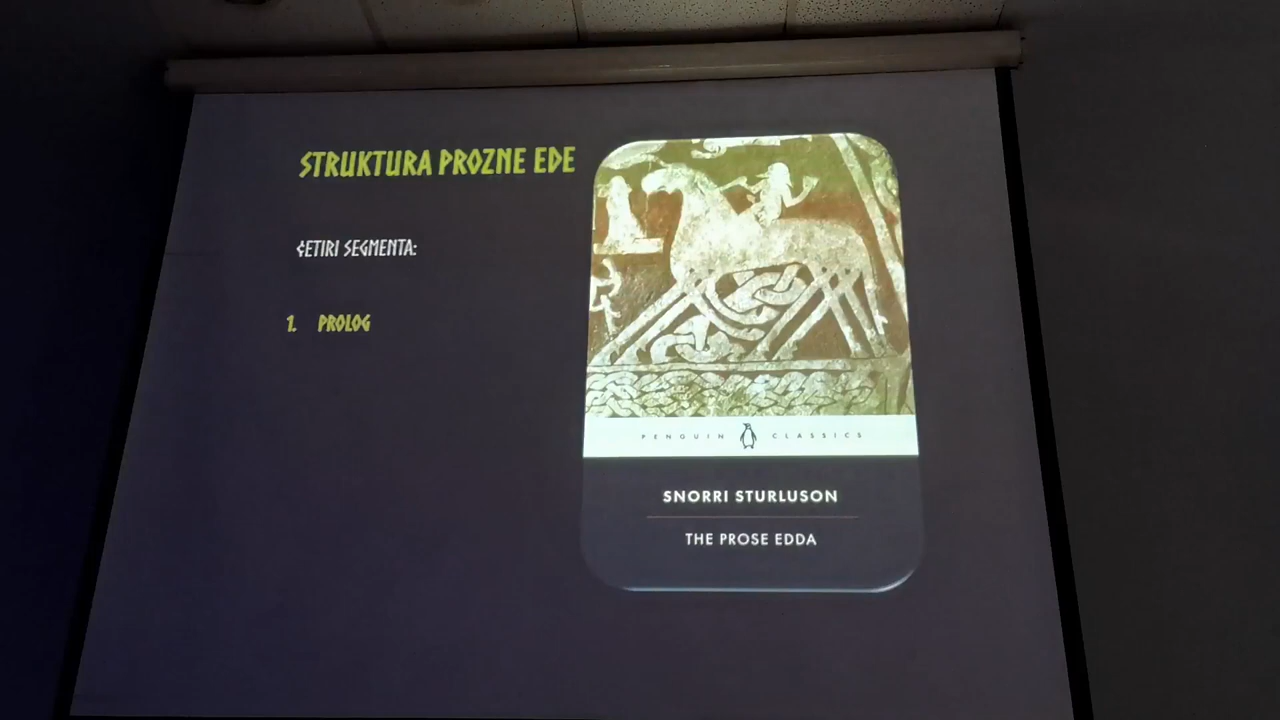 STRUKTURA PROZNE EDE
ČETIRI SEGMENTA:
1. PROLOG
PENGUIN CLASSICS
SNORRI STURLUSON
THE PROSE EDDA